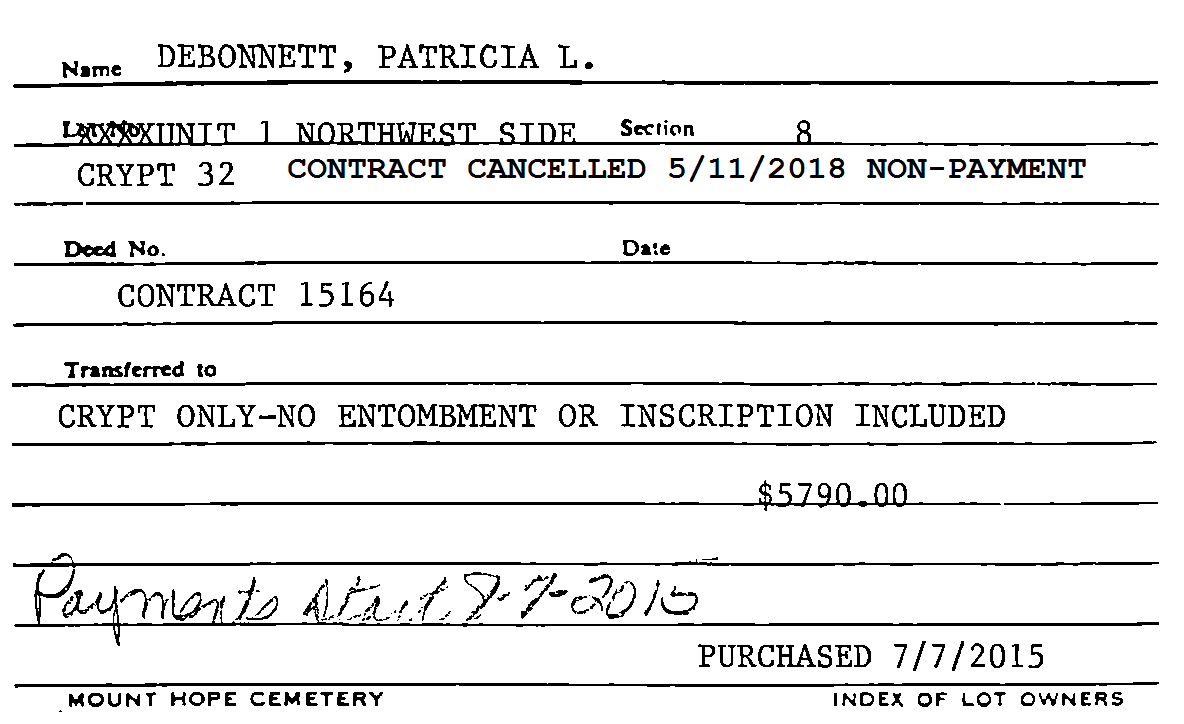 Name DEBONNETT, PATRICIA L.
Lot No. XXXXUNIT 1 NORTHWEST SIDE Section 8
CRYPT 32 CONTRACT CANCELLED 5/11/2018 NON-PAYMENT
Deed No. Date
CONTRACT 15164
Transferred to
CRYPT ONLY-NO ENTOMBMENT OR INSCRIPTION INCLUDED
$5790.00
Payments Start 8-7-2015
PURCHASED 7/7/2015
MOUNT HOPE CEMETERY INDEX OF LOT OWNERS